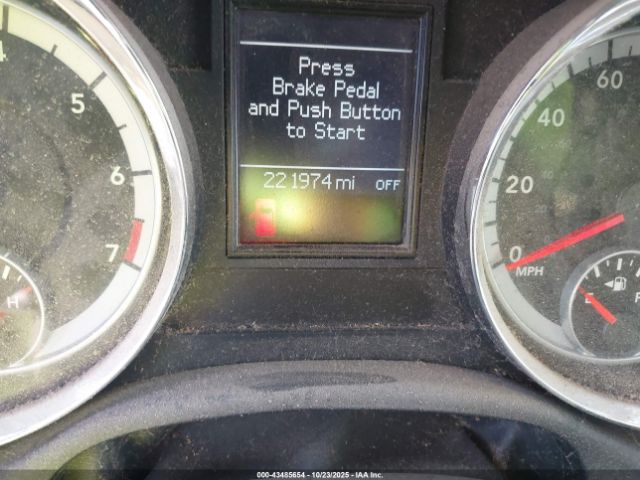 Press
Brake Pedal
and Push Button
to Start
221974 mi OFF
4
5
6
7
H
60
40
20
0
MPH
E
F
000-43485654 - 10/23/2025 - IAA Inc.